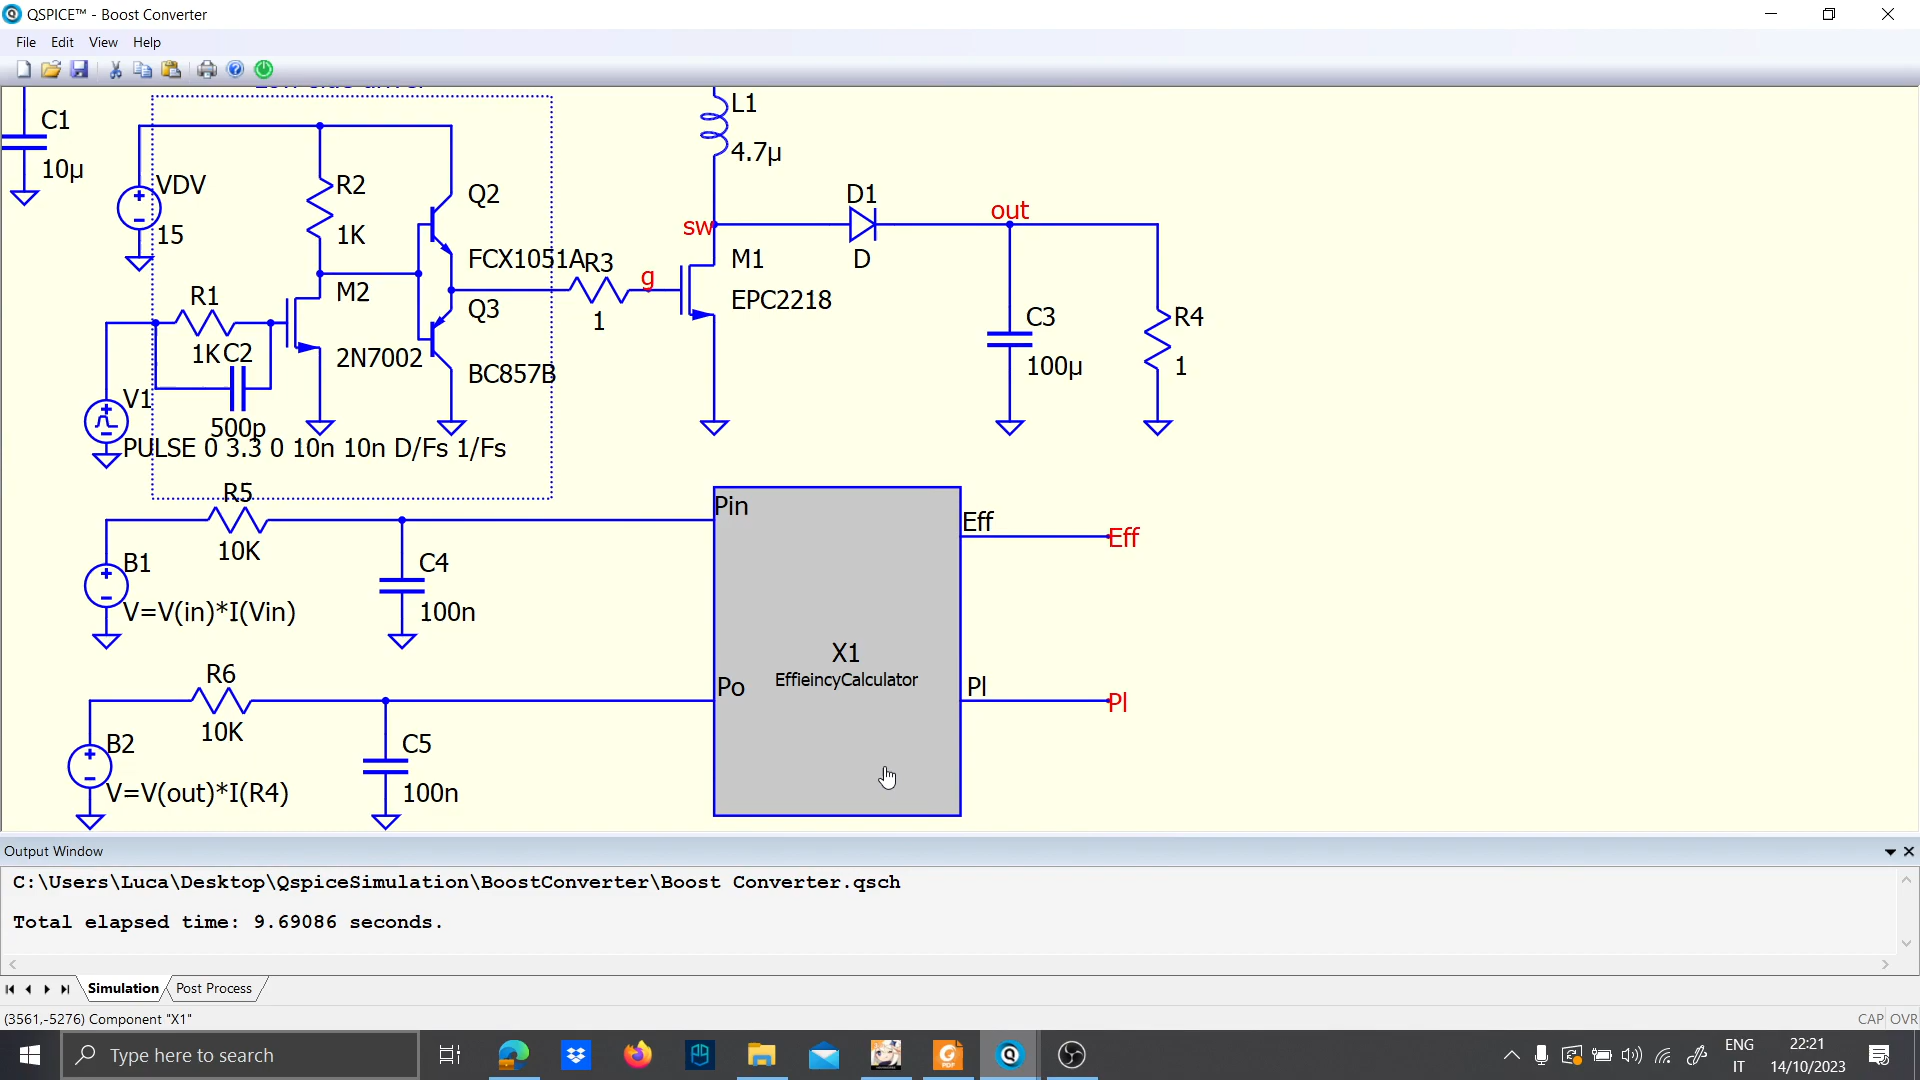 QSPICE™ - Boost Converter
File Edit View Help
L1
C1
4.7µ
10µ
VDV
R2
Q2
D1
out
sw
15
1K
FCX1051A
R3
g
M1
D
R1
M2
Q3
EPC2218
C3
R4
1
1K
C2
2N7002
BC857B
100µ
1
V1
500p
PULSE 0 3.3 0 10n 10n D/Fs 1/Fs
R5
Pin
Eff
Eff
10K
B1
C4
V=V(in)*I(Vin)
100n
X1
EffieincyCalculator
R6
Po
Pl
Pl
10K
B2
C5
V=V(out)*I(R4)
100n
Output Window
C:\Users\Luca\Desktop\QspiceSimulation\BoostConverter\Boost Converter.qsch
Total elapsed time: 9.69086 seconds.
Simulation
Post Process
(3561,-5276) Component "X1"
CAP OVR
Type here to search
ENG
IT
22:21
14/10/2023